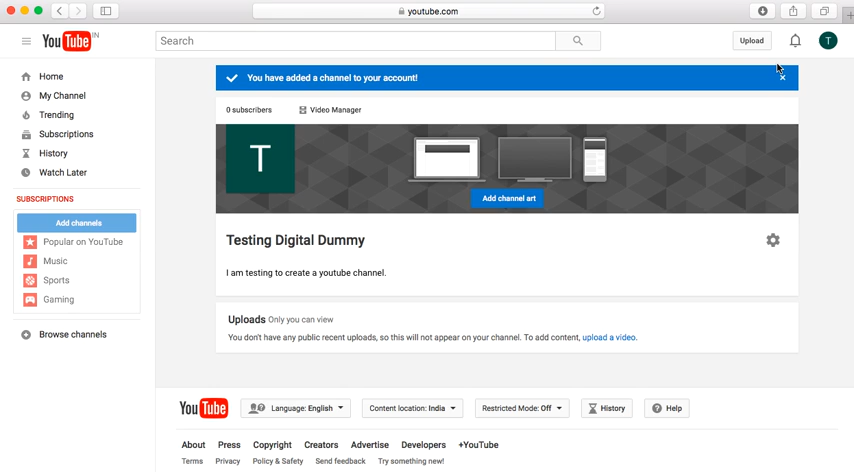 youtube.com
YouTube IN
Search
Upload
T
Home
My Channel
Trending
Subscriptions
History
Watch Later
SUBSCRIPTIONS
Add channels
Popular on YouTube
Music
Sports
Gaming
Browse channels
You have added a channel to your account!
0 subscribers Video Manager
T
Add channel art
Testing Digital Dummy
I am testing to create a youtube channel.
Uploads Only you can view
You don't have any public recent uploads, so this will not appear on your channel. To add content, upload a video.
YouTube Language: English Content location: India Restricted Mode: Off History Help
About Press Copyright Creators Advertise Developers +YouTube
Terms Privacy Policy & Safety Send feedback Try something new!